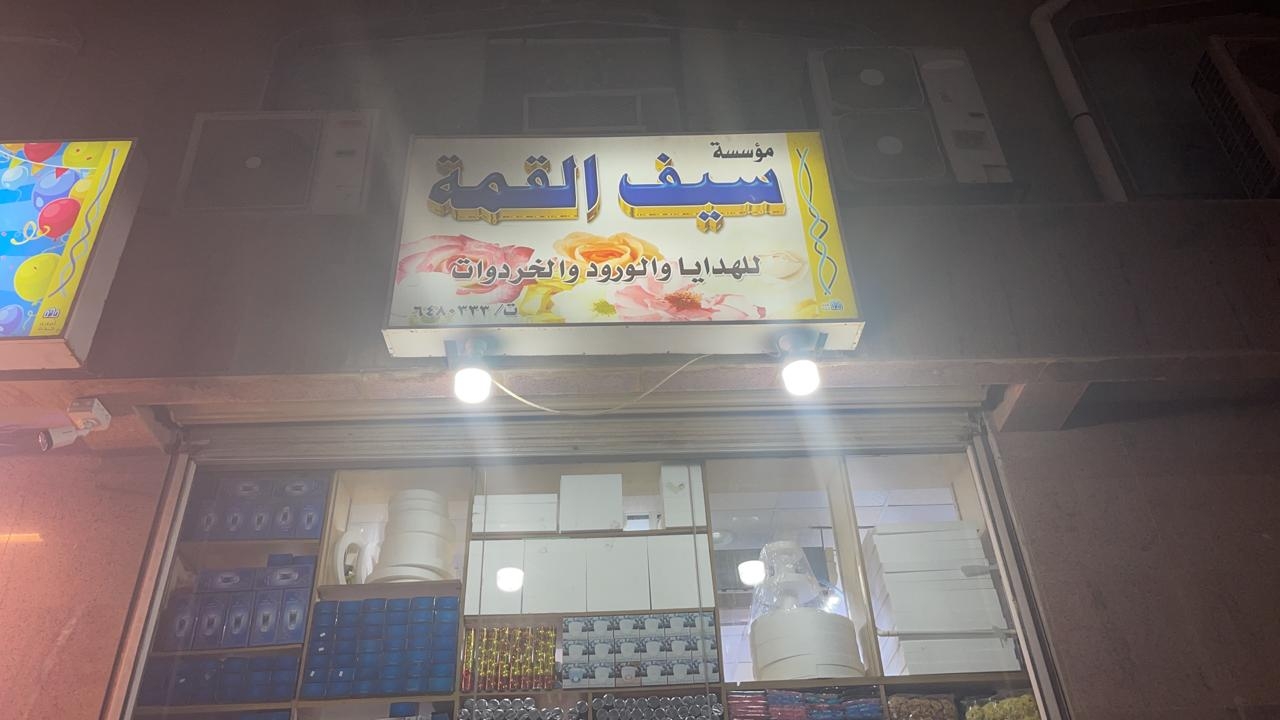 مؤسسة
سيف القمة
للهدايا والورود والخردوات
ت/ ٦٤٨٠٣٣٣